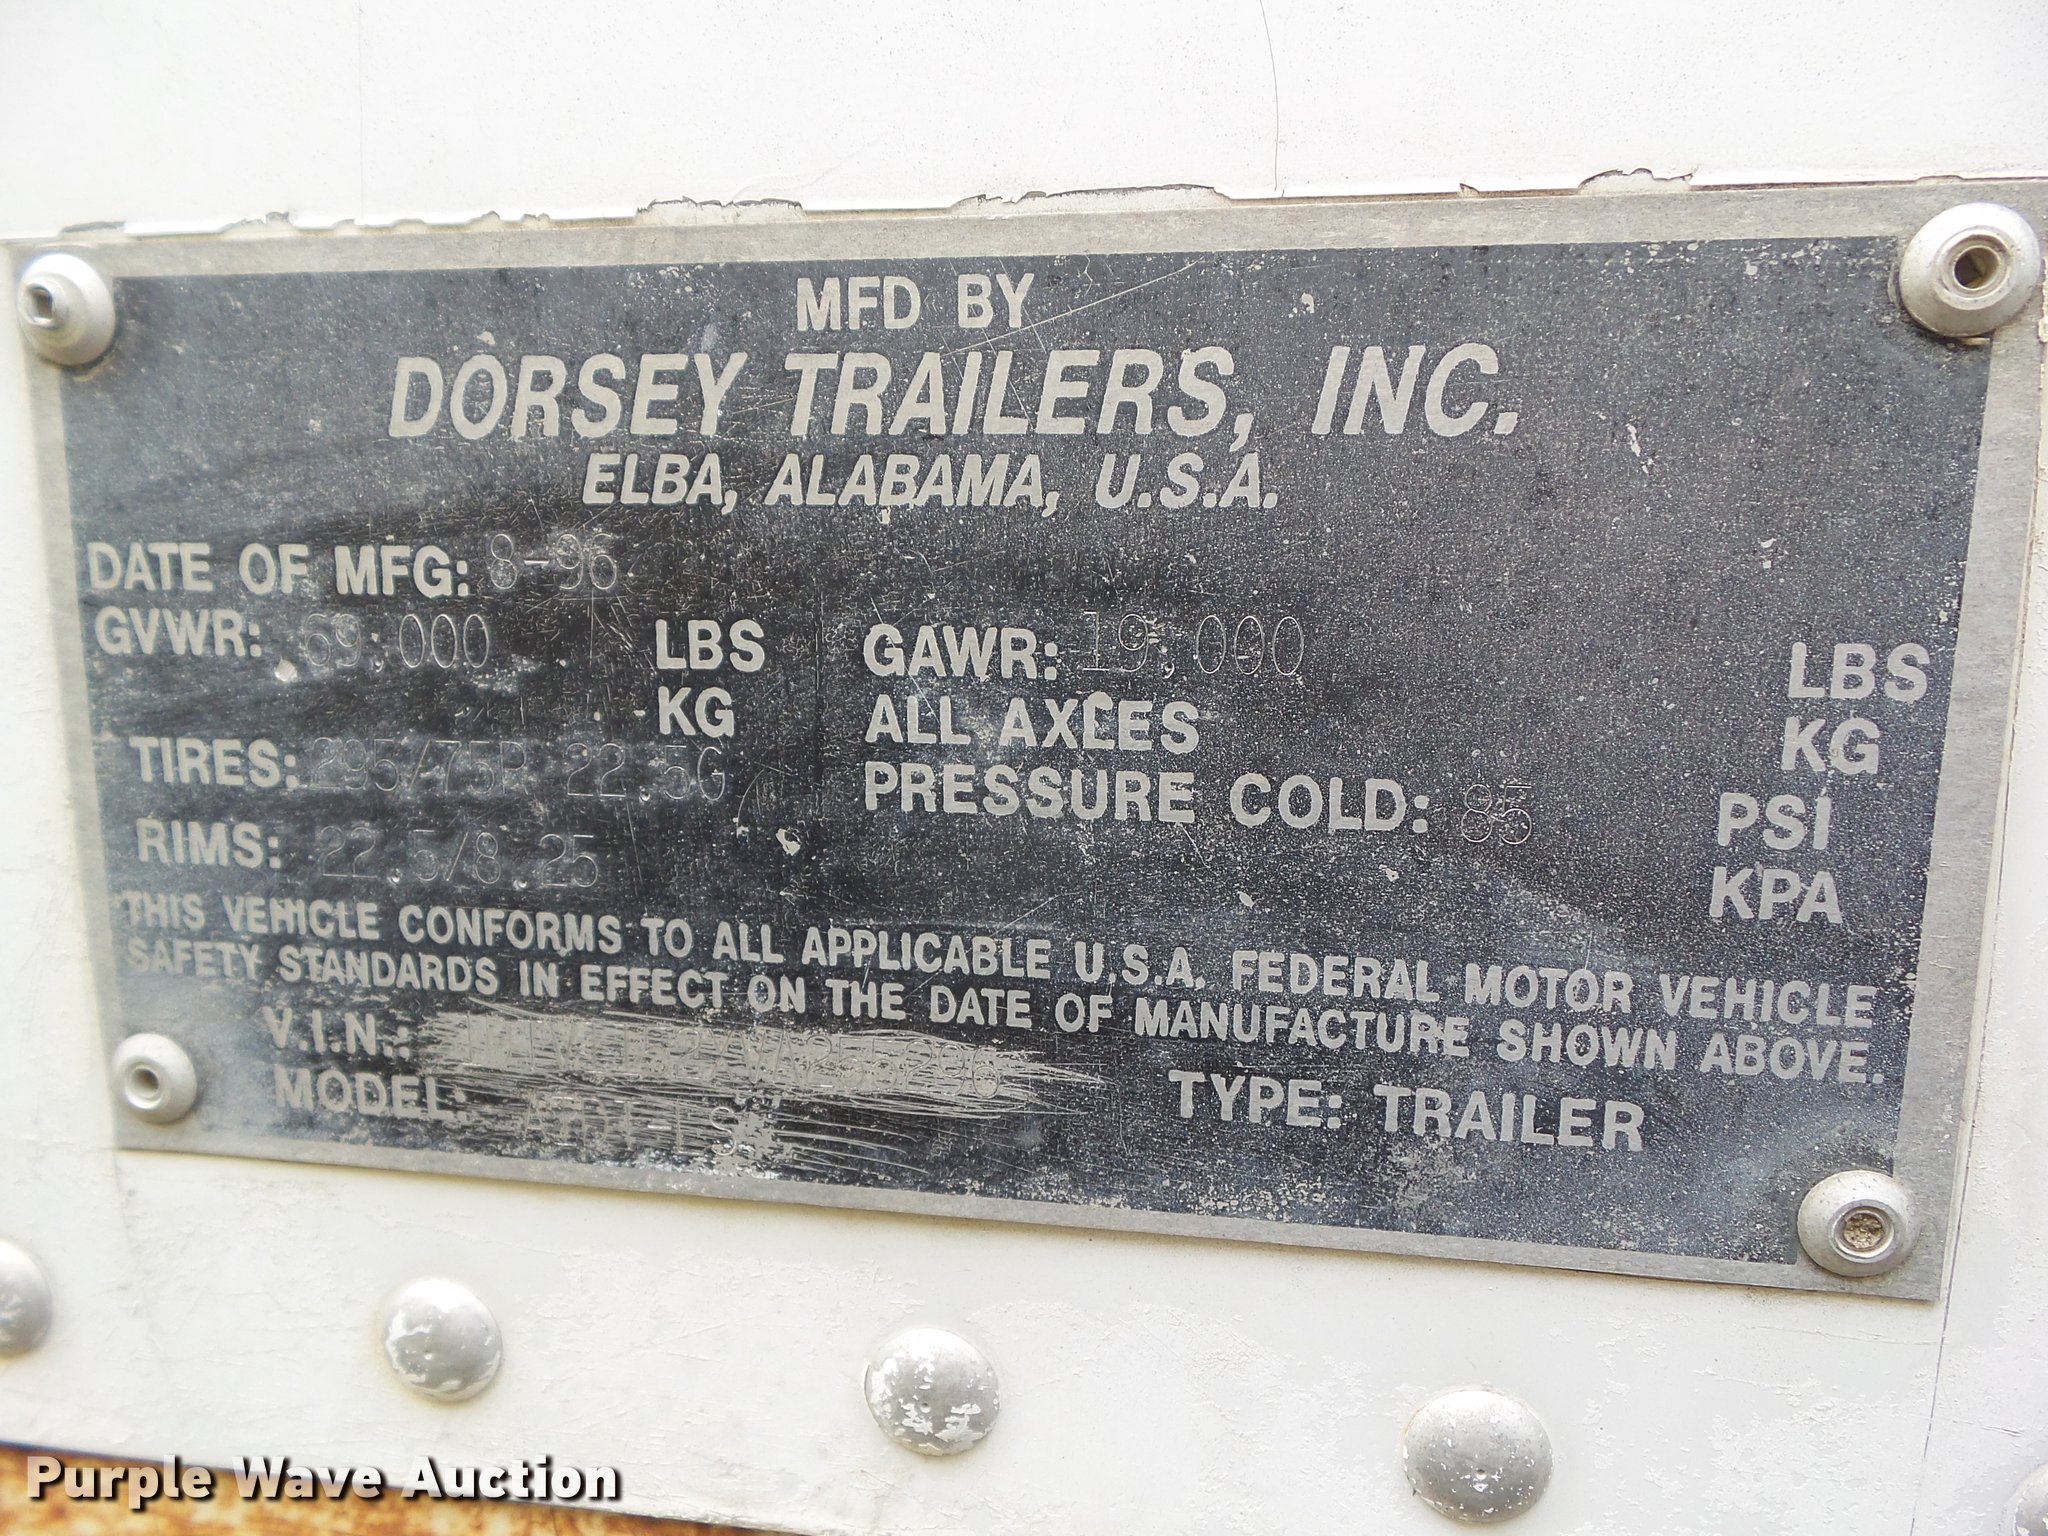 MFD BY
DORSEY TRAILERS, INC.
ELBA, ALABAMA, U.S.A.
DATE OF MFG: 8-96
GVWR: 69,000 LBS GAWR: 19,000 LBS
KG ALL AXLES KG
TIRES: 295/75R 22.5G PRESSURE COLD: 85 PSI
RIMS: 22.5/8.25 KPA
THIS VEHICLE CONFORMS TO ALL APPLICABLE U.S.A. FEDERAL MOTOR VEHICLE
SAFETY STANDARDS IN EFFECT ON THE DATE OF MANUFACTURE SHOWN ABOVE.
V.I.N.:
MODEL: TYPE: TRAILER
Purple Wave Auction